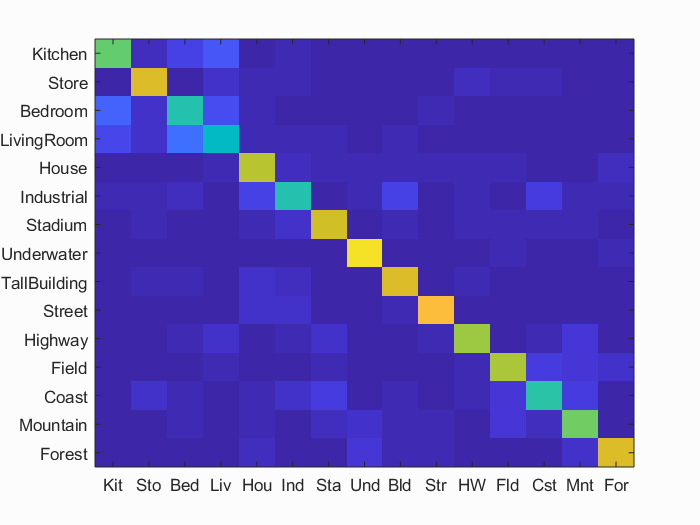 Kitchen
Store
Bedroom
LivingRoom
House
Industrial
Stadium
Underwater
TallBuilding
Street
Highway
Field
Coast
Mountain
Forest
Kit Sto Bed Liv Hou Ind Sta Und Bld Str HW Fld Cst Mnt For